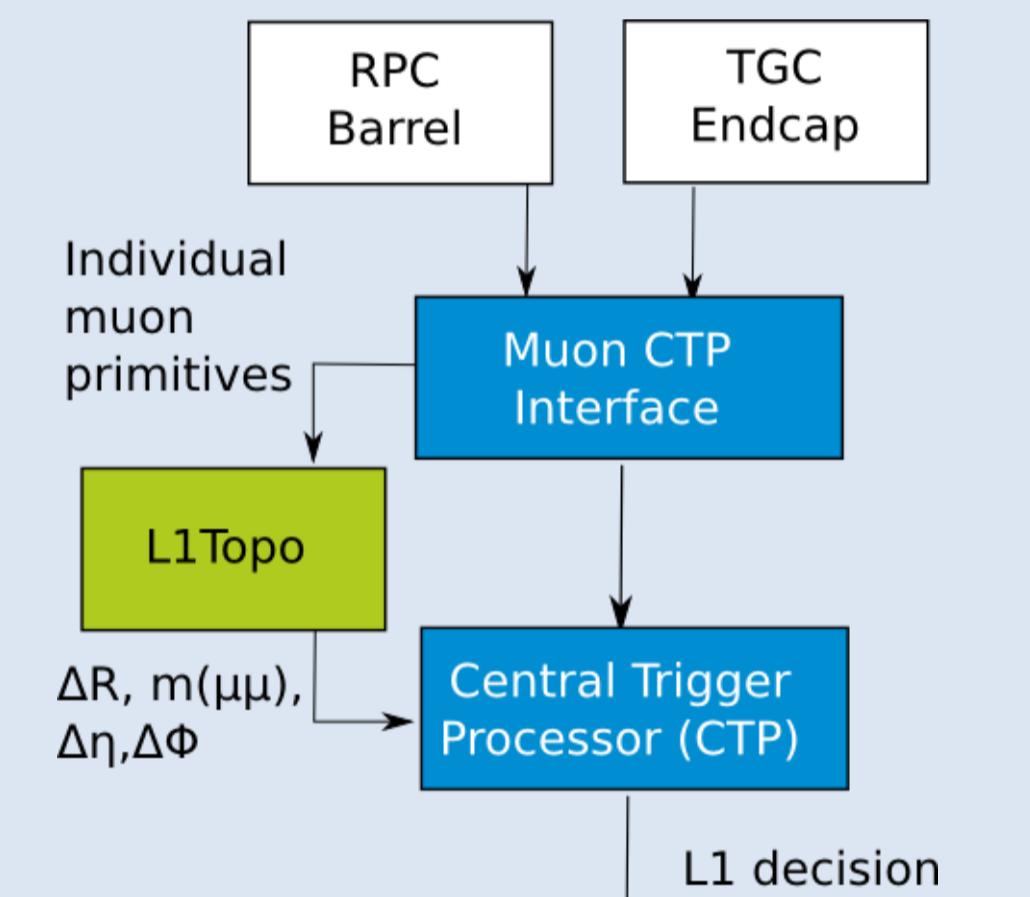 RPC
Barrel
TGC
Endcap
Individual
muon
primitives
Muon CTP
Interface
L1Topo
ΔR, m(μμ),
Δη,ΔΦ
Central Trigger
Processor (CTP)
L1 decision